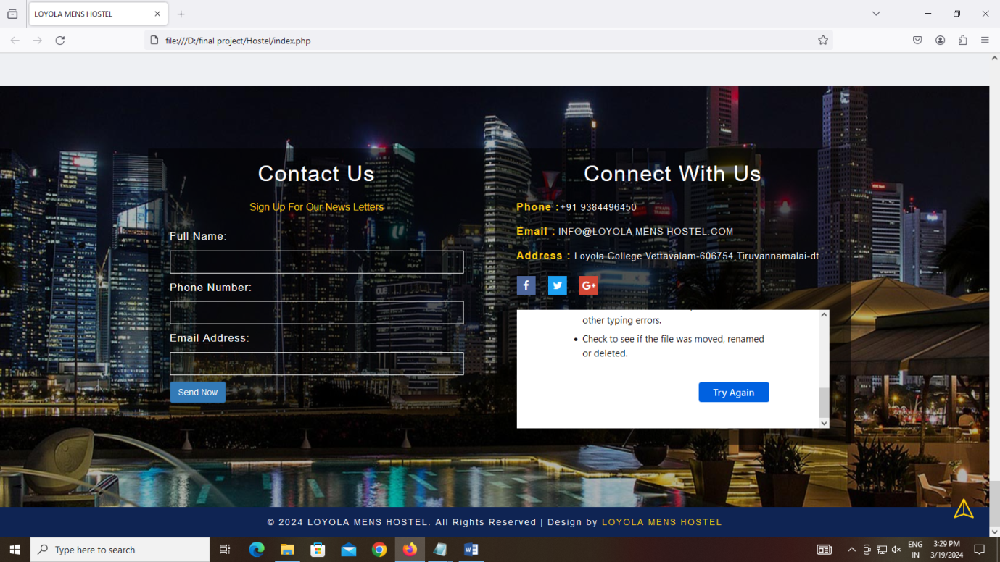 LOYOLA MENS HOSTEL
file:///D:/final project/Hostel/index.php
Contact Us
Sign Up For Our News Letters
Full Name:
Phone Number:
Email Address:
Send Now
Connect With Us
Phone :+91 9384496450
Email : INFO@LOYOLA MENS HOSTEL.COM
Address : Loyola College Vettavalam-606754,Tiruvannamalai-dt
f
G+
other typing errors.
• Check to see if the file was moved, renamed
or deleted.
Try Again
© 2024 LOYOLA MENS HOSTEL. All Rights Reserved | Design by LOYOLA MENS HOSTEL
Type here to search
ENG
IN
3:29 PM
3/19/2024